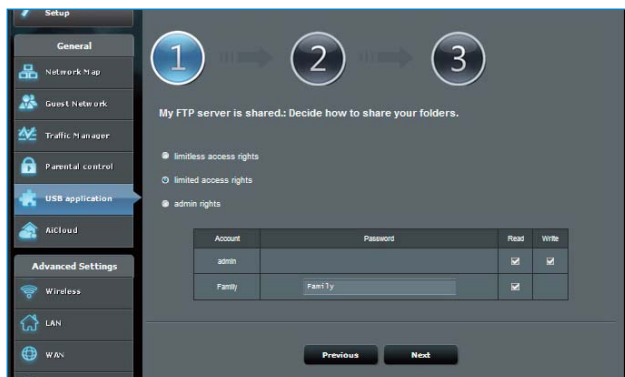 Setup
General
Network Map
Guest Network
Traffic Manager
Parental control
USB application
AiCloud
Advanced Settings
Wireless
LAN
WAN
1 2 3
My FTP server is shared.: Decide how to share your folders.
limitless access rights
limited access rights
admin rights
Account Password Read Write
admin
Family Family
Previous Next